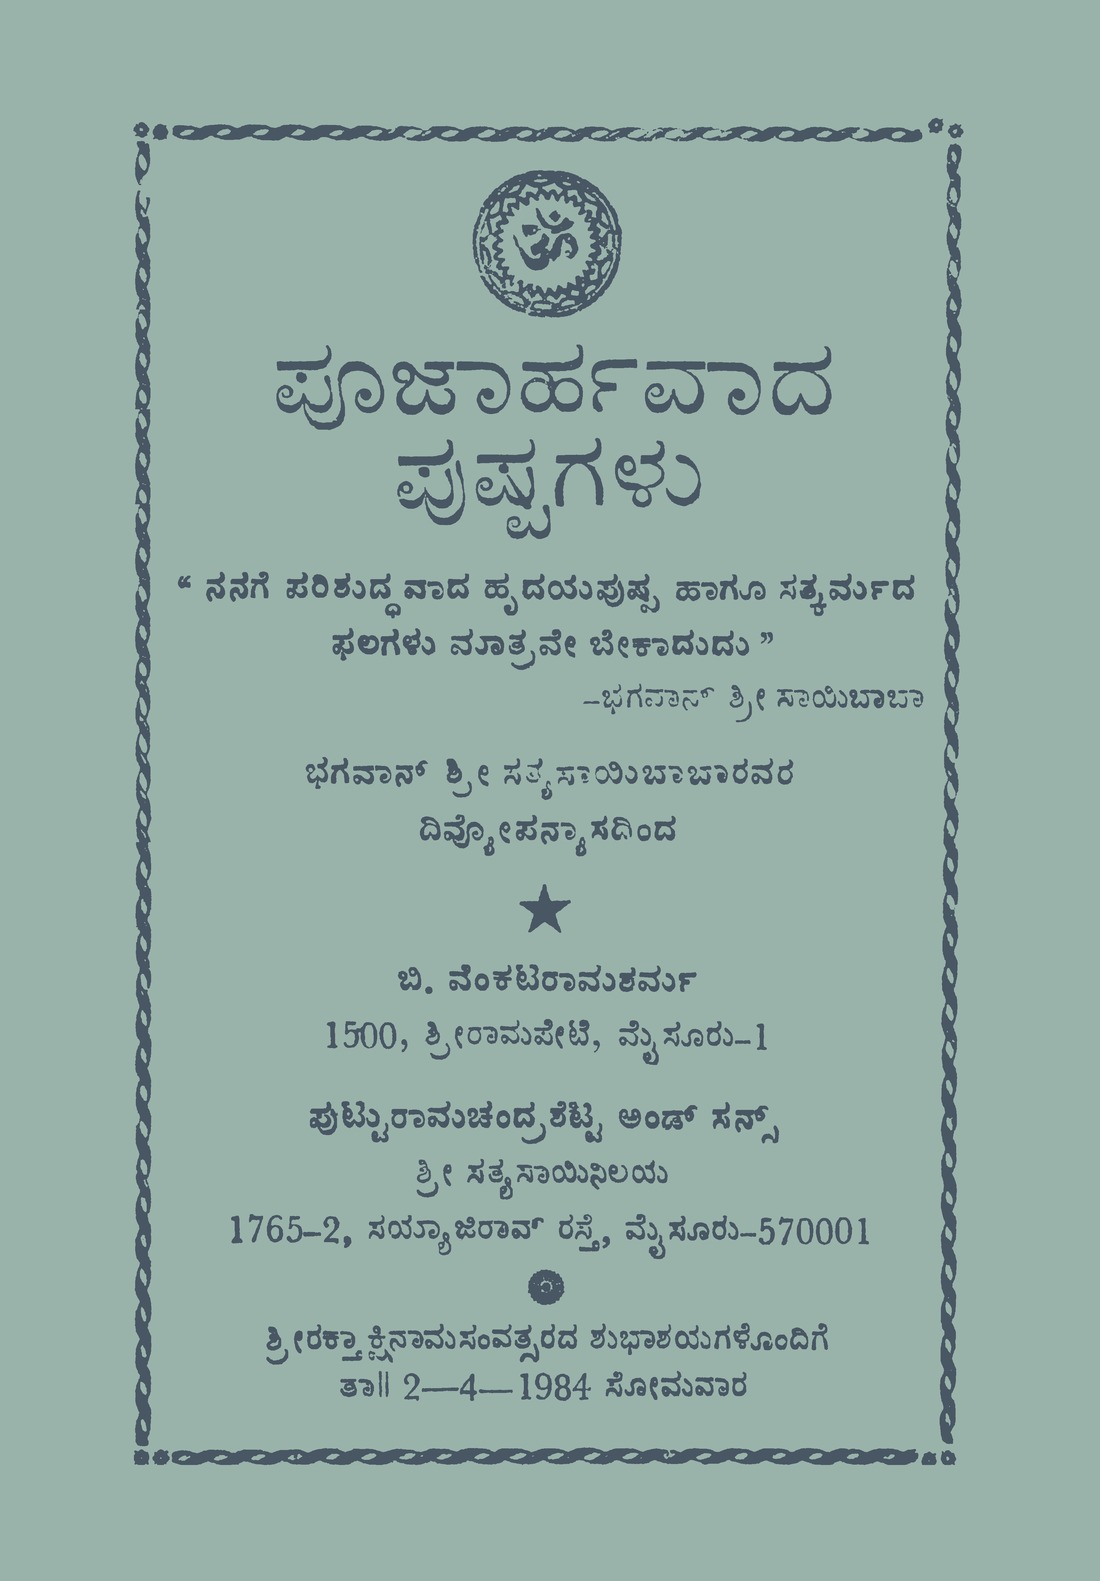 ॐ
ಪೂಜಾರ್ಹವಾದ
ಪುಷ್ಪಗಳು
“ ನನಗೆ ಪರಿಶುದ್ಧವಾದ ಹೃದಯಪುಷ್ಪ ಹಾಗೂ ಸತ್ಕರ್ಮದ
ಫಲಗಳು ಮಾತ್ರವೇ ಬೇಕಾದುದು ”
–ಭಗವಾನ್ ಶ್ರೀ ಸಾಯಿಬಾಬಾ
ಭಗವಾನ್ ಶ್ರೀ ಸತ್ಯಸಾಯಿಬಾಬಾರವರ
ದಿವ್ಯೋಪನ್ಯಾಸದಿಂದ
ಬಿ. ವೆಂಕಟರಾಮಶರ್ಮ
1500, ಶ್ರೀರಾಮಪೇಟೆ, ಮೈಸೂರು–1
ಪುಟ್ಟುರಾಮಚಂದ್ರಶೆಟ್ಟಿ ಅಂಡ್ ಸನ್ಸ್
ಶ್ರೀ ಸತ್ಯಸಾಯಿನಿಲಯ
1765–2, ಸಯ್ಯಾಜಿರಾವ್ ರಸ್ತೆ, ಮೈಸೂರು–570001
ಶ್ರೀರಕ್ತಾಕ್ಷಿನಾಮಸಂವತ್ಸರದ ಶುಭಾಶಯಗಳೊಂದಿಗೆ
ತಾ|| 2—4—1984 ಸೋಮವಾರ